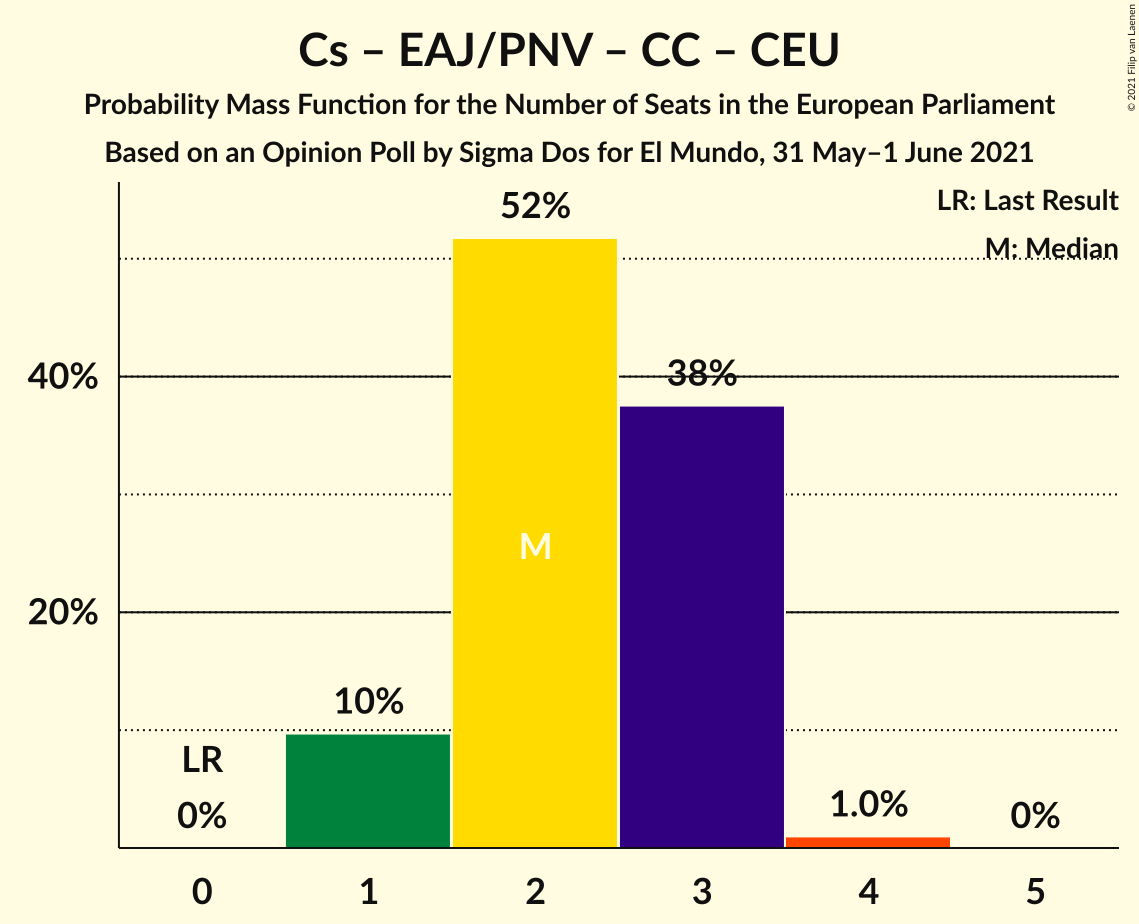 Cs – EAJ/PNV – CC – CEU
Probability Mass Function for the Number of Seats in the European Parliament
Based on an Opinion Poll by Sigma Dos for El Mundo, 31 May–1 June 2021
© 2021 Filip van Laenen
LR: Last Result
M: Median
52%
40%
38%
M
20%
10%
LR
0%
1.0%
0%
0 1 2 3 4 5